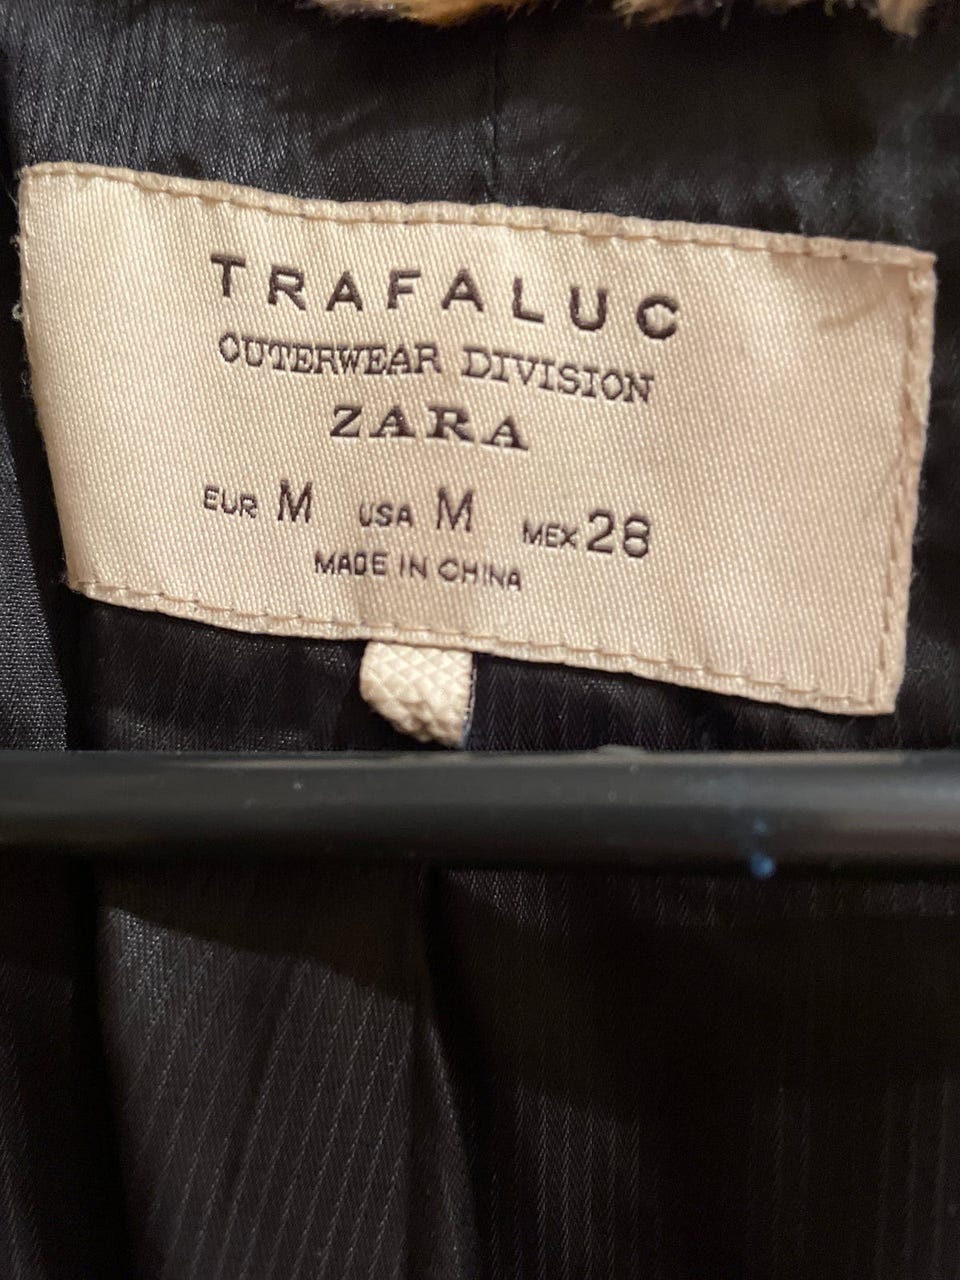 TRAFALUC
OUTERWEAR DIVISION
ZARA
EUR M USA M MEX 28
MADE IN CHINA